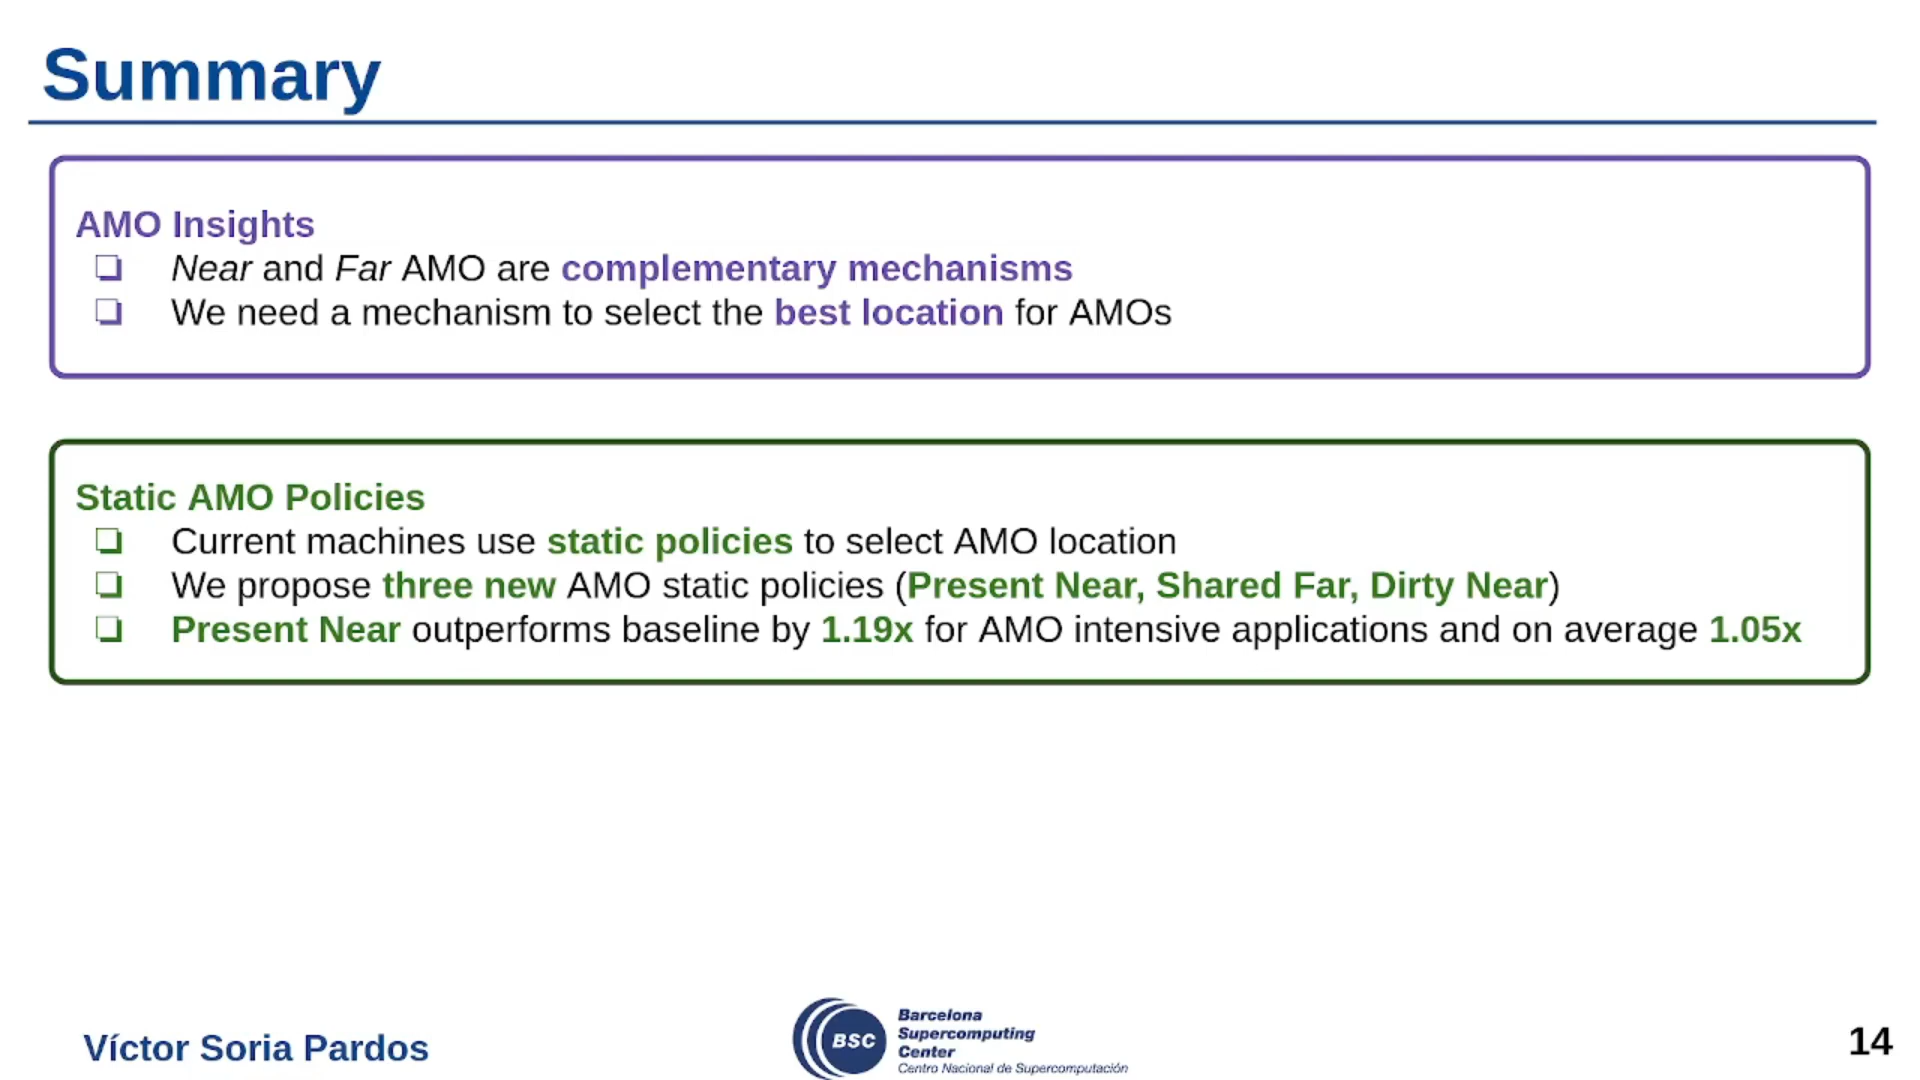 Summary
AMO Insights
❏ Near and Far AMO are complementary mechanisms
❏ We need a mechanism to select the best location for AMOs
Static AMO Policies
❏ Current machines use static policies to select AMO location
❏ We propose three new AMO static policies (Present Near, Shared Far, Dirty Near)
❏ Present Near outperforms baseline by 1.19x for AMO intensive applications and on average 1.05x
Víctor Soria Pardos
BSC
Barcelona
Supercomputing
Center
Centro Nacional de Supercomputación
14